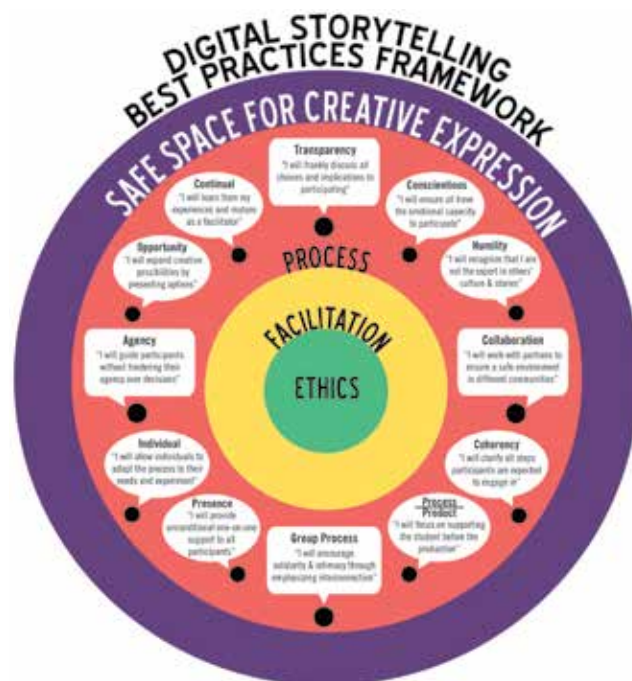 DIGITAL STORYTELLING
BEST PRACTICES FRAMEWORK
SAFE SPACE FOR CREATIVE EXPRESSION
Transparency
"I will frankly discuss all
choices and implications to
participating"
Conscientious
"I will ensure all have
the emotional capacity
to participate"
Humility
"I will recognize that I am
not the expert in others'
culture & stories"
Collaboration
"I will work with partners to
ensure a safe environment
in different communities"
Coherency
"I will clarify all steps
participants are expected
to engage in"
Process
Product
"I will focus on supporting
the student before the
production"
Group Process
"I will encourage
solidarity & intimacy through
emphasizing interconnection"
Presence
"I will provide
unconditional one-on-one
support to all
participants"
Individual
"I will allow individuals to
adapt the process to their
needs and experiment"
Agency
"I will guide participants
without hindering their
agency over decisions"
Opportunity
"I will expand creative
possibilities by
presenting options"
Continual
"I will learn from my
experiences and mature
as a facilitator"
PROCESS
FACILITATION
ETHICS